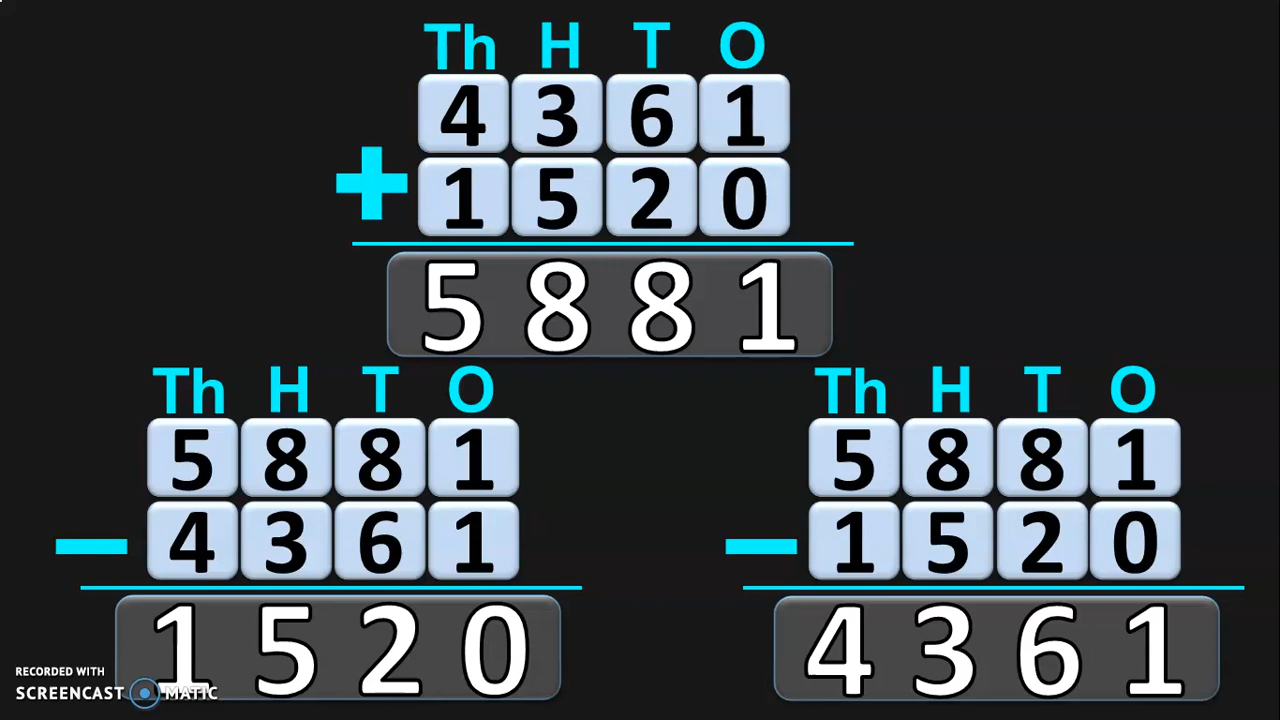 Th H T O
4 3 6 1
+ 1 5 2 0
5 8 8 1
Th H T O
5 8 8 1
− 4 3 6 1
1 5 2 0
Th H T O
5 8 8 1
− 1 5 2 0
4 3 6 1
RECORDED WITH
SCREENCAST MATIC